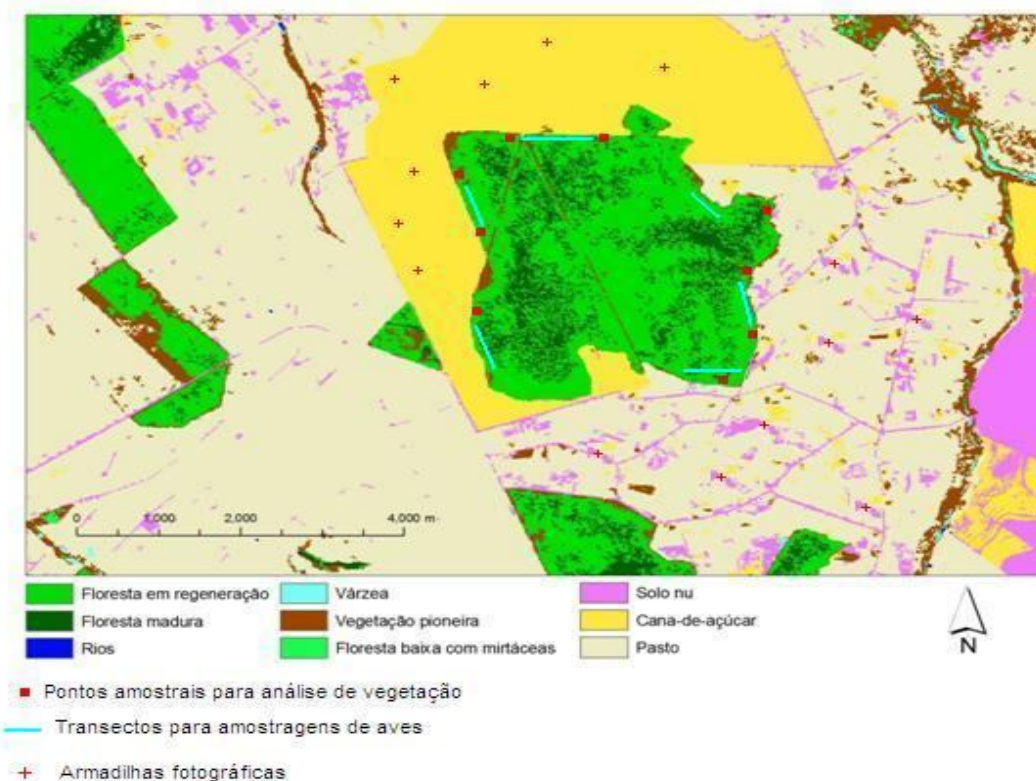 0 1,000 2,000 4,000 m
Floresta em regeneração Várzea Solo nu
Floresta madura Vegetação pioneira Cana-de-açúcar
Rios Floresta baixa com mirtáceas Pasto
N
Pontos amostrais para análise de vegetação
Transectos para amostragens de aves
Armadilhas fotográficas